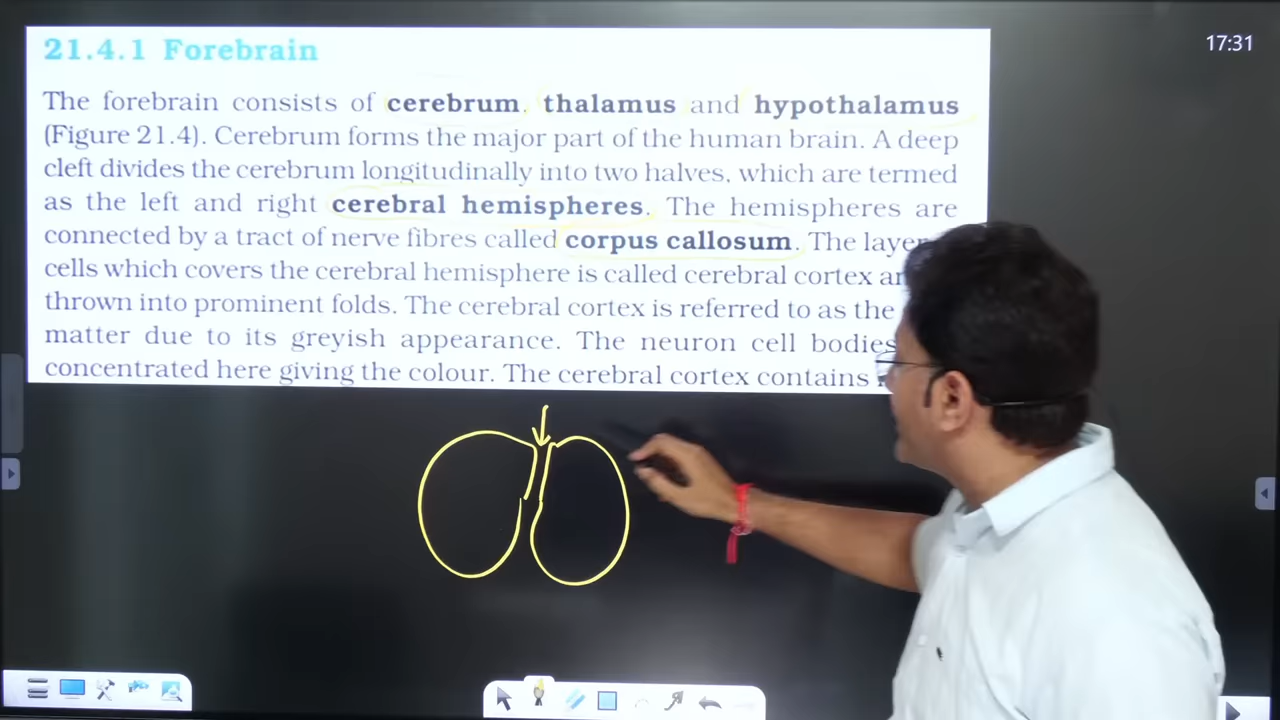 21.4.1 Forebrain
17:31
The forebrain consists of cerebrum, thalamus and hypothalamus
(Figure 21.4). Cerebrum forms the major part of the human brain. A deep
cleft divides the cerebrum longitudinally into two halves, which are termed
as the left and right cerebral hemispheres. The hemispheres are
connected by a tract of nerve fibres called corpus callosum. The layer
cells which covers the cerebral hemisphere is called cerebral cortex
thrown into prominent folds. The cerebral cortex is referred to as the
matter due to its greyish appearance. The neuron cell bodies
concentrated here giving the colour. The cerebral cortex contains